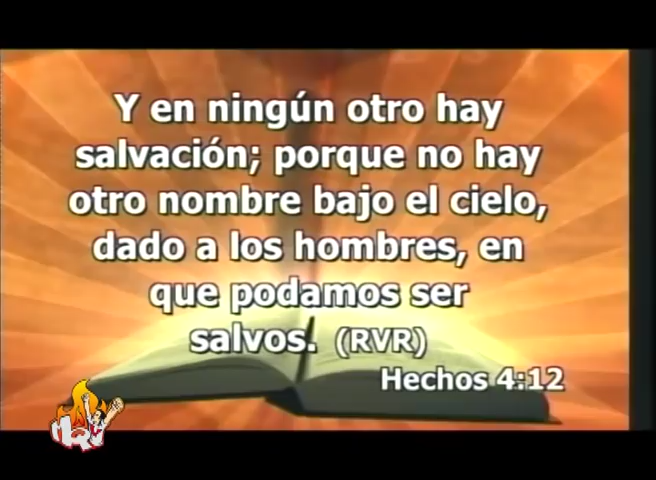 Y en ningún otro hay
salvación; porque no hay
otro nombre bajo el cielo,
dado a los hombres, en
que podamos ser
salvos. (RVR)
Hechos 4:12